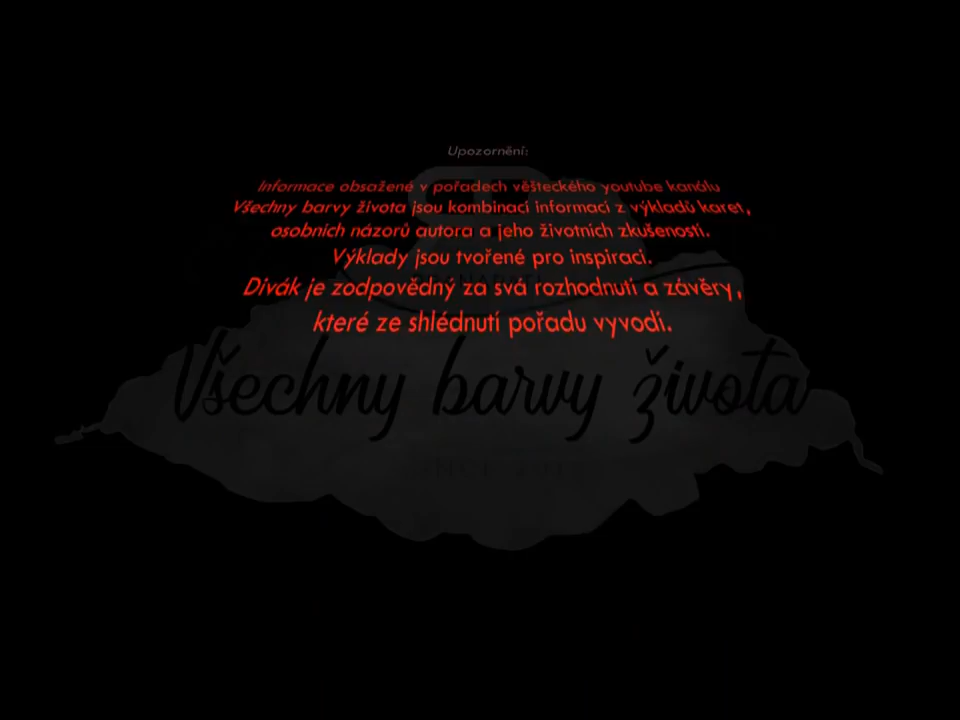 Upozornění:
Informace obsažené v pořadech věšteckého youtube kanálu
Všechny barvy života jsou kombinací informací z výkladů karet,
osobních názorů autora a jeho životních zkušeností.
Výklady jsou tvořené pro inspiraci.
Divák je zodpovědný za svá rozhodnutí a závěry,
které ze shlédnutí pořadu vyvodí.
Všechny barvy života